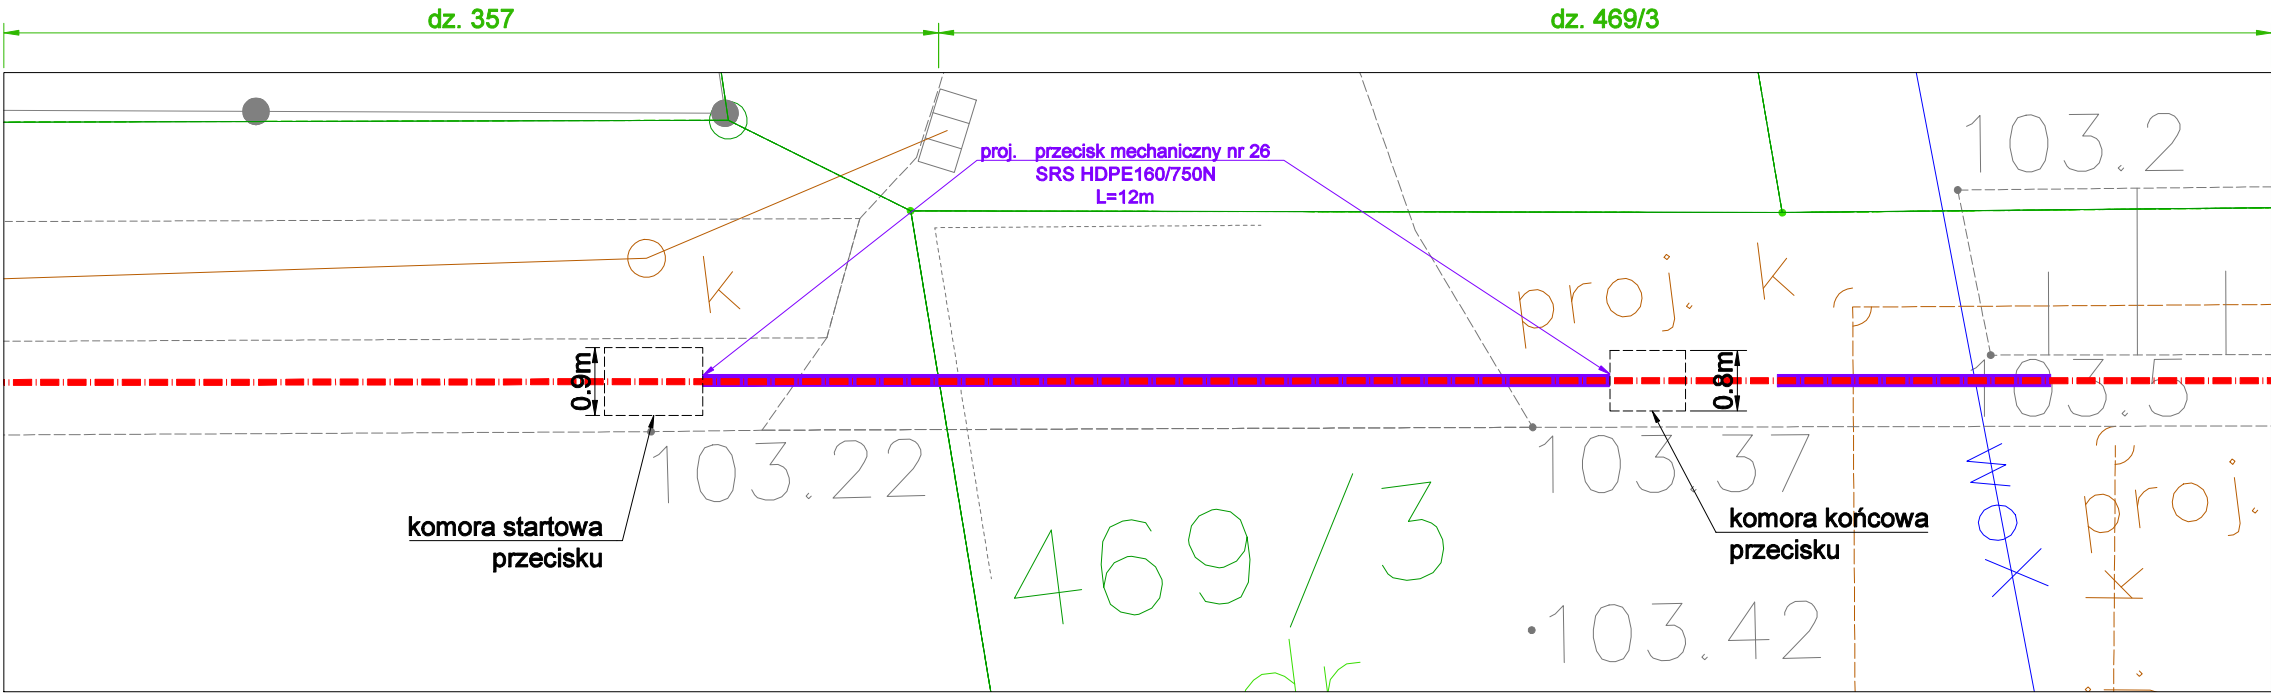 dz. 357
dz. 469/3
103.2
proj. przecisk mechaniczny nr 26
SRS HDPE160/750N
L=12m
k
proj. k
0.9m
0.8m
103.5
103.22
103.37
komora startowa
przecisku
469/3
komora końcowa
przecisku
wo
proj.
k
103.42
dr